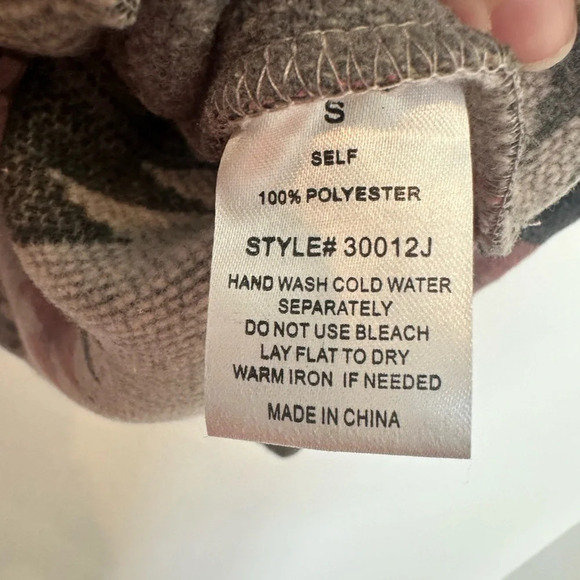 S
SELF
100% POLYESTER
STYLE# 30012J
HAND WASH COLD WATER
SEPARATELY
DO NOT USE BLEACH
LAY FLAT TO DRY
WARM IRON IF NEEDED
MADE IN CHINA